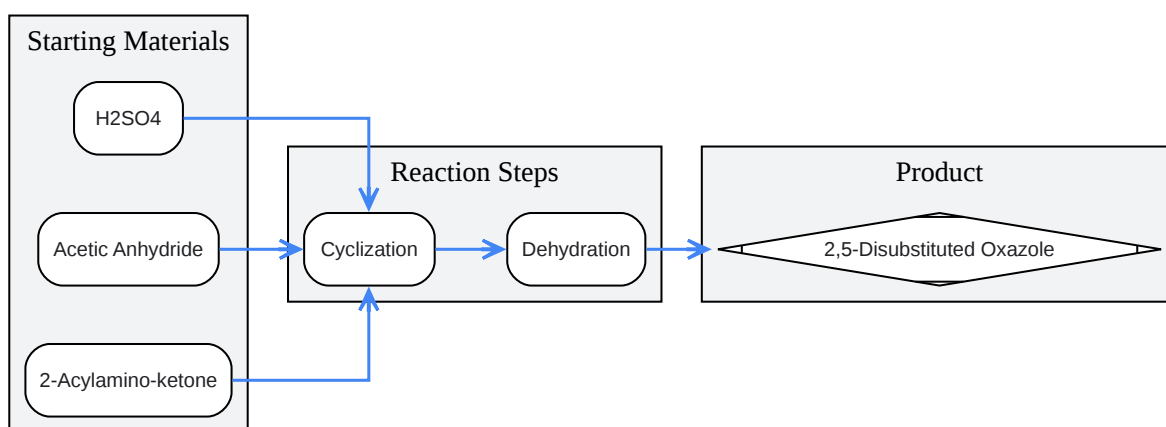 Starting Materials
H2SO4
Acetic Anhydride
2-Acylamino-ketone
Reaction Steps
Cyclization
Dehydration
Product
2,5-Disubstituted Oxazole